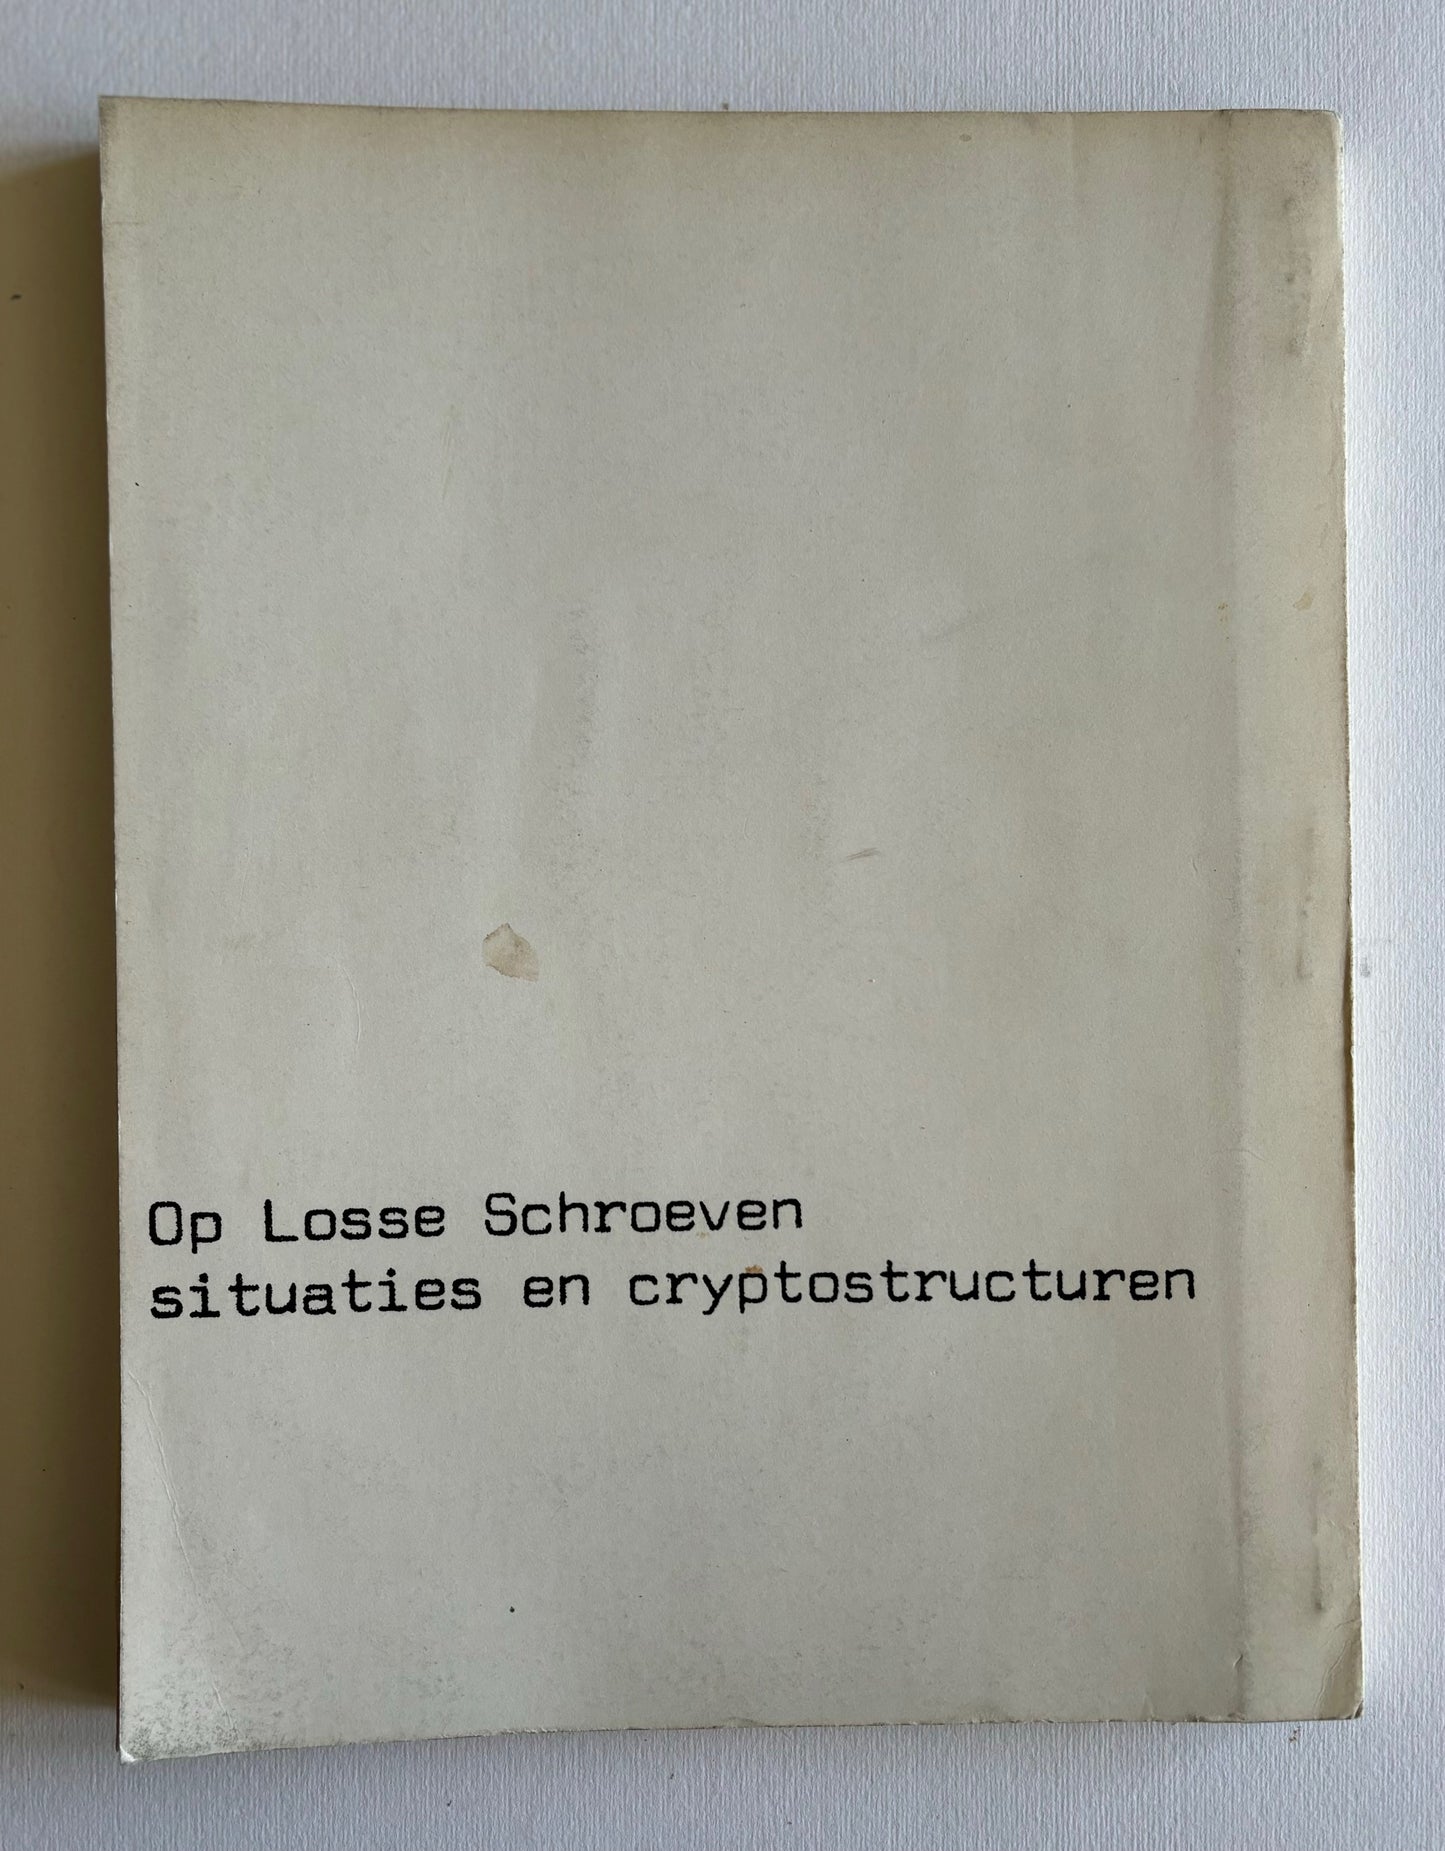 Op Losse Schroeven
situaties en cryptostructuren